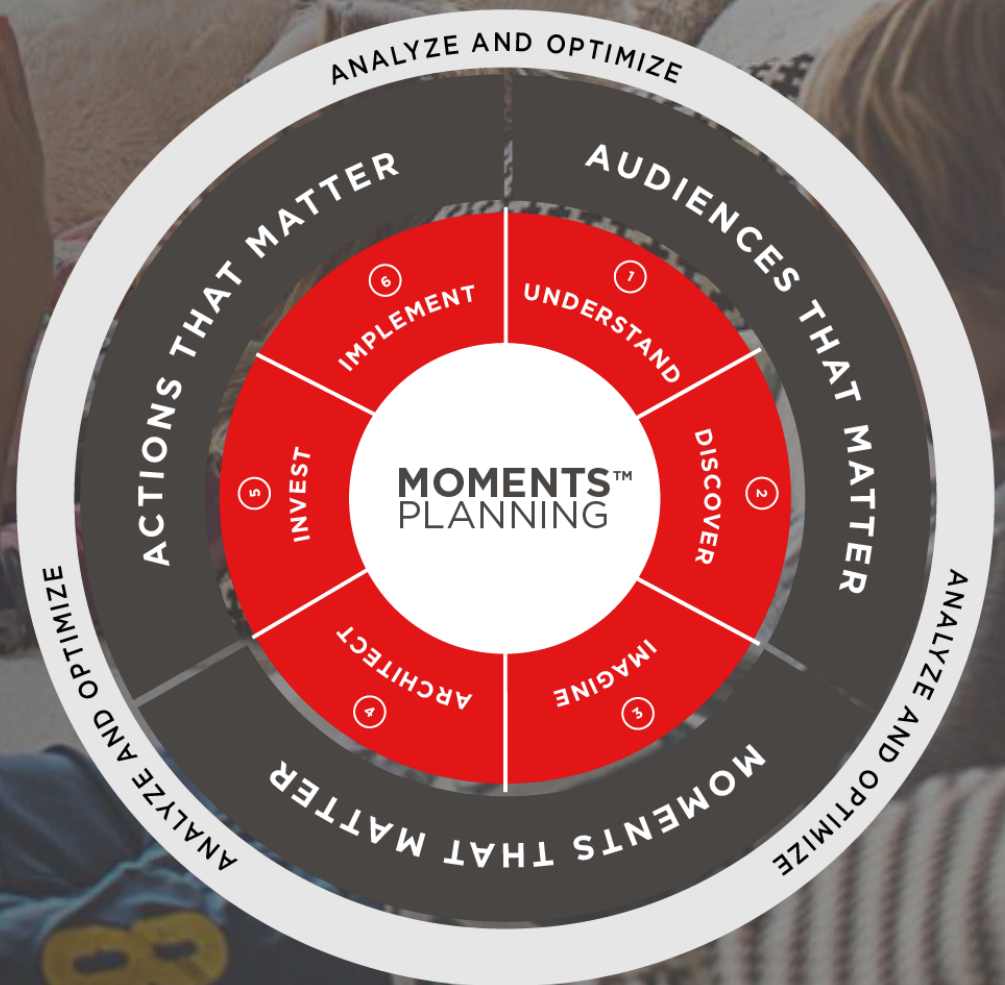 ANALYZE AND OPTIMIZE
ANALYZE AND OPTIMIZE
ANALYZE AND OPTIMIZE
AUDIENCES THAT MATTER
MOMENTS THAT MATTER
ACTIONS THAT MATTER
1
UNDERSTAND
2
DISCOVER
3
IMAGINE
4
ARCHITECT
5
INVEST
6
IMPLEMENT
MOMENTS™
PLANNING
8